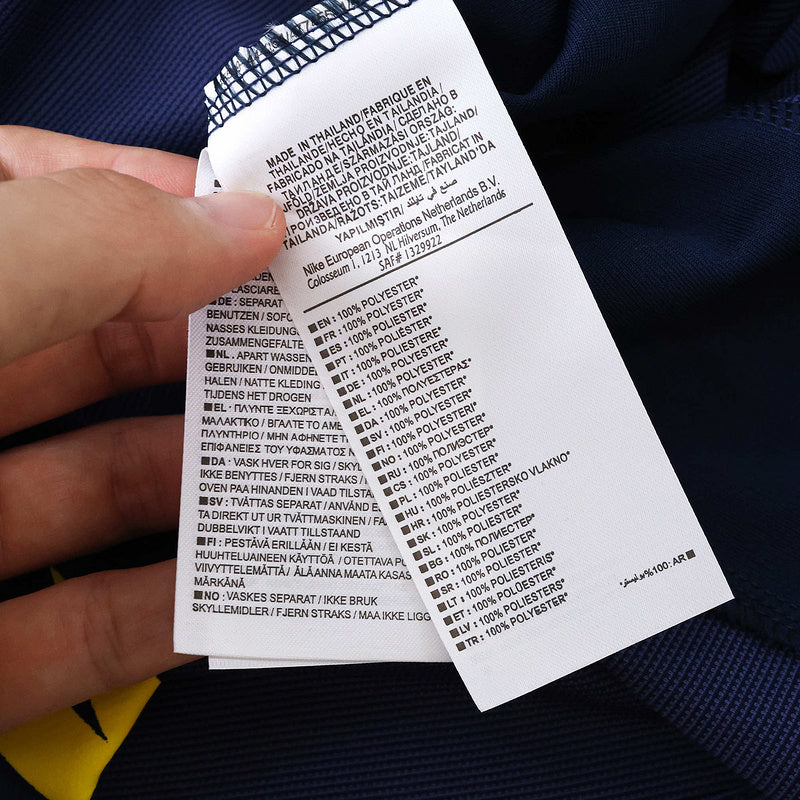 MADE IN THAILAND/FABRIQUE EN
THAILANDE/HECHO EN TAILANDIA/
FABRICADO NA TAILANDIA/СДЕЛАНО В
ТАИЛАНДЕ/SZÁRMAZÁSI ORSZÁG:
ZEMLJA PROIZVODNJE:TAJLAND/
DRŽAVA PROIZVODNJE:TAJLAND/
ПРОИЗВЕДЕНО В ТАЙЛАНД/FABRICAT IN
TAILANDA/RAŽOTS:TAIZEME/TAYLAND'DA
YAPILMIŞTIR/ صنع في
Nike European Operations Netherlands B.V.
Colosseum 1, 1213 NL Hilversum, The Netherlands
SAF# 1329922
EN : 100% POLYESTER*
FR : 100% POLYESTER*
ES : 100% POLIÉSTER*
PT : 100% POLIÉSTER*
IT : 100% POLIESTERE*
DE : 100% POLYESTER*
NL : 100% POLYESTER*
EL : 100% ΠΟΛΥΕΣΤΕΡΑΣ*
DA : 100% POLYESTER*
SV : 100% POLYESTER*
FI : 100% POLYESTERI*
NO : 100% POLYESTER*
RU : 100% ПОЛИЭСТЕР*
CS : 100% POLYESTER*
PL : 100% POLIESTER*
HU : 100% POLIÉSZTER*
HR : 100% POLIESTERSKO VLAKNO*
SK : 100% POLYESTER*
SL : 100% POLIESTER*
BG : 100% ПОЛИЕСТЕР*
RO : 100% POLIESTER*
SR : 100% POLIESTER*
LT : 100% POLIESTERIS*
ET : 100% POLÜESTER*
LV : 100% POLIESTERS*
TR : 100% POLYESTER*
AR :100% بوليستر*
DE : SEPARAT
BENUTZEN / SOFO
NASSES KLEIDUNG
ZUSAMMENGEFALTE
NL . APART WASSEN
GEBRUIKEN / ONMIDDE
HALEN / NATTE KLEDING
TIJDENS HET DROGEN
EL · ΠΛΥΝΤΕ ΞΕΧΩΡΙΣΤΑ /
ΜΑΛΑΚΤΙΚΟ / ΒΓΑΛΤΕ ΤΟ ΑΜΕ
ΠΛΥΝΤΗΡΙΟ / ΜΗΝ ΑΦΗΝΕΤΕ
ΕΠΙΦΑΝΕΙΕΣ ΤΟΥ ΥΦΑΣΜΑΤΟΣ
DA : VASK HVER FOR SIG / SKYL
IKKE BENYTTES / FJERN STRAKS /
OVEN PAA HINANDEN I VAAD TILSTA
SV : TVÄTTAS SEPARAT / ANVÄND E
TA DIREKT UT UR TVÄTTMASKINEN / FA
DUBBELVIKT I VAATT TILLSTAAND
FI : PESTÄVÄ ERILLÄÄN / EI KESTÄ
HUUHTELUAINEEN KÄYTTÖÄ / OTETTAVA PO
VIIVYTTELEMÄTTÄ / ÄLÄ ANNA MAATA KASAS
MÄRKÄNÄ
NO : VASKES SEPARAT / IKKE BRUK
SKYLLEMIDLER / FJERN STRAKS / MAA IKKE LIGG